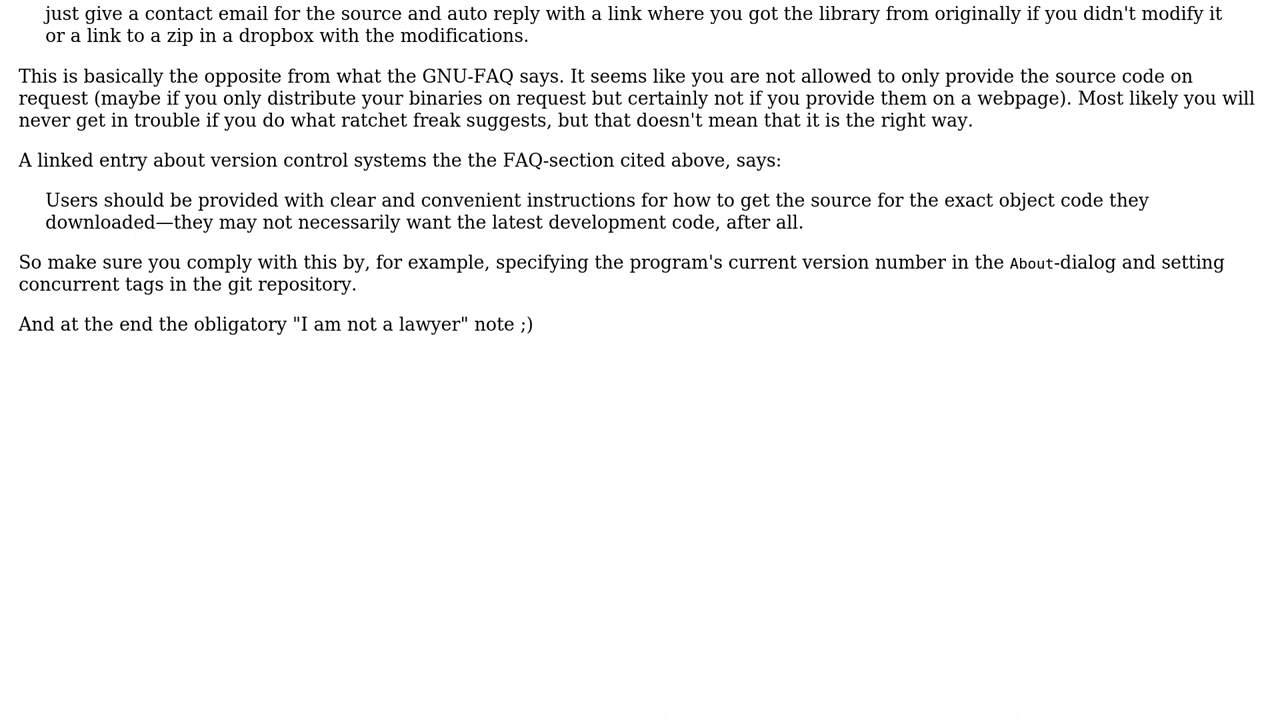 just give a contact email for the source and auto reply with a link where you got the library from originally if you didn't modify it
or a link to a zip in a dropbox with the modifications.
This is basically the opposite from what the GNU-FAQ says. It seems like you are not allowed to only provide the source code on
request (maybe if you only distribute your binaries on request but certainly not if you provide them on a webpage). Most likely you will
never get in trouble if you do what ratchet freak suggests, but that doesn't mean that it is the right way.
A linked entry about version control systems the the FAQ-section cited above, says:
Users should be provided with clear and convenient instructions for how to get the source for the exact object code they
downloaded—they may not necessarily want the latest development code, after all.
So make sure you comply with this by, for example, specifying the program's current version number in the About-dialog and setting
concurrent tags in the git repository.
And at the end the obligatory "I am not a lawyer" note ;)